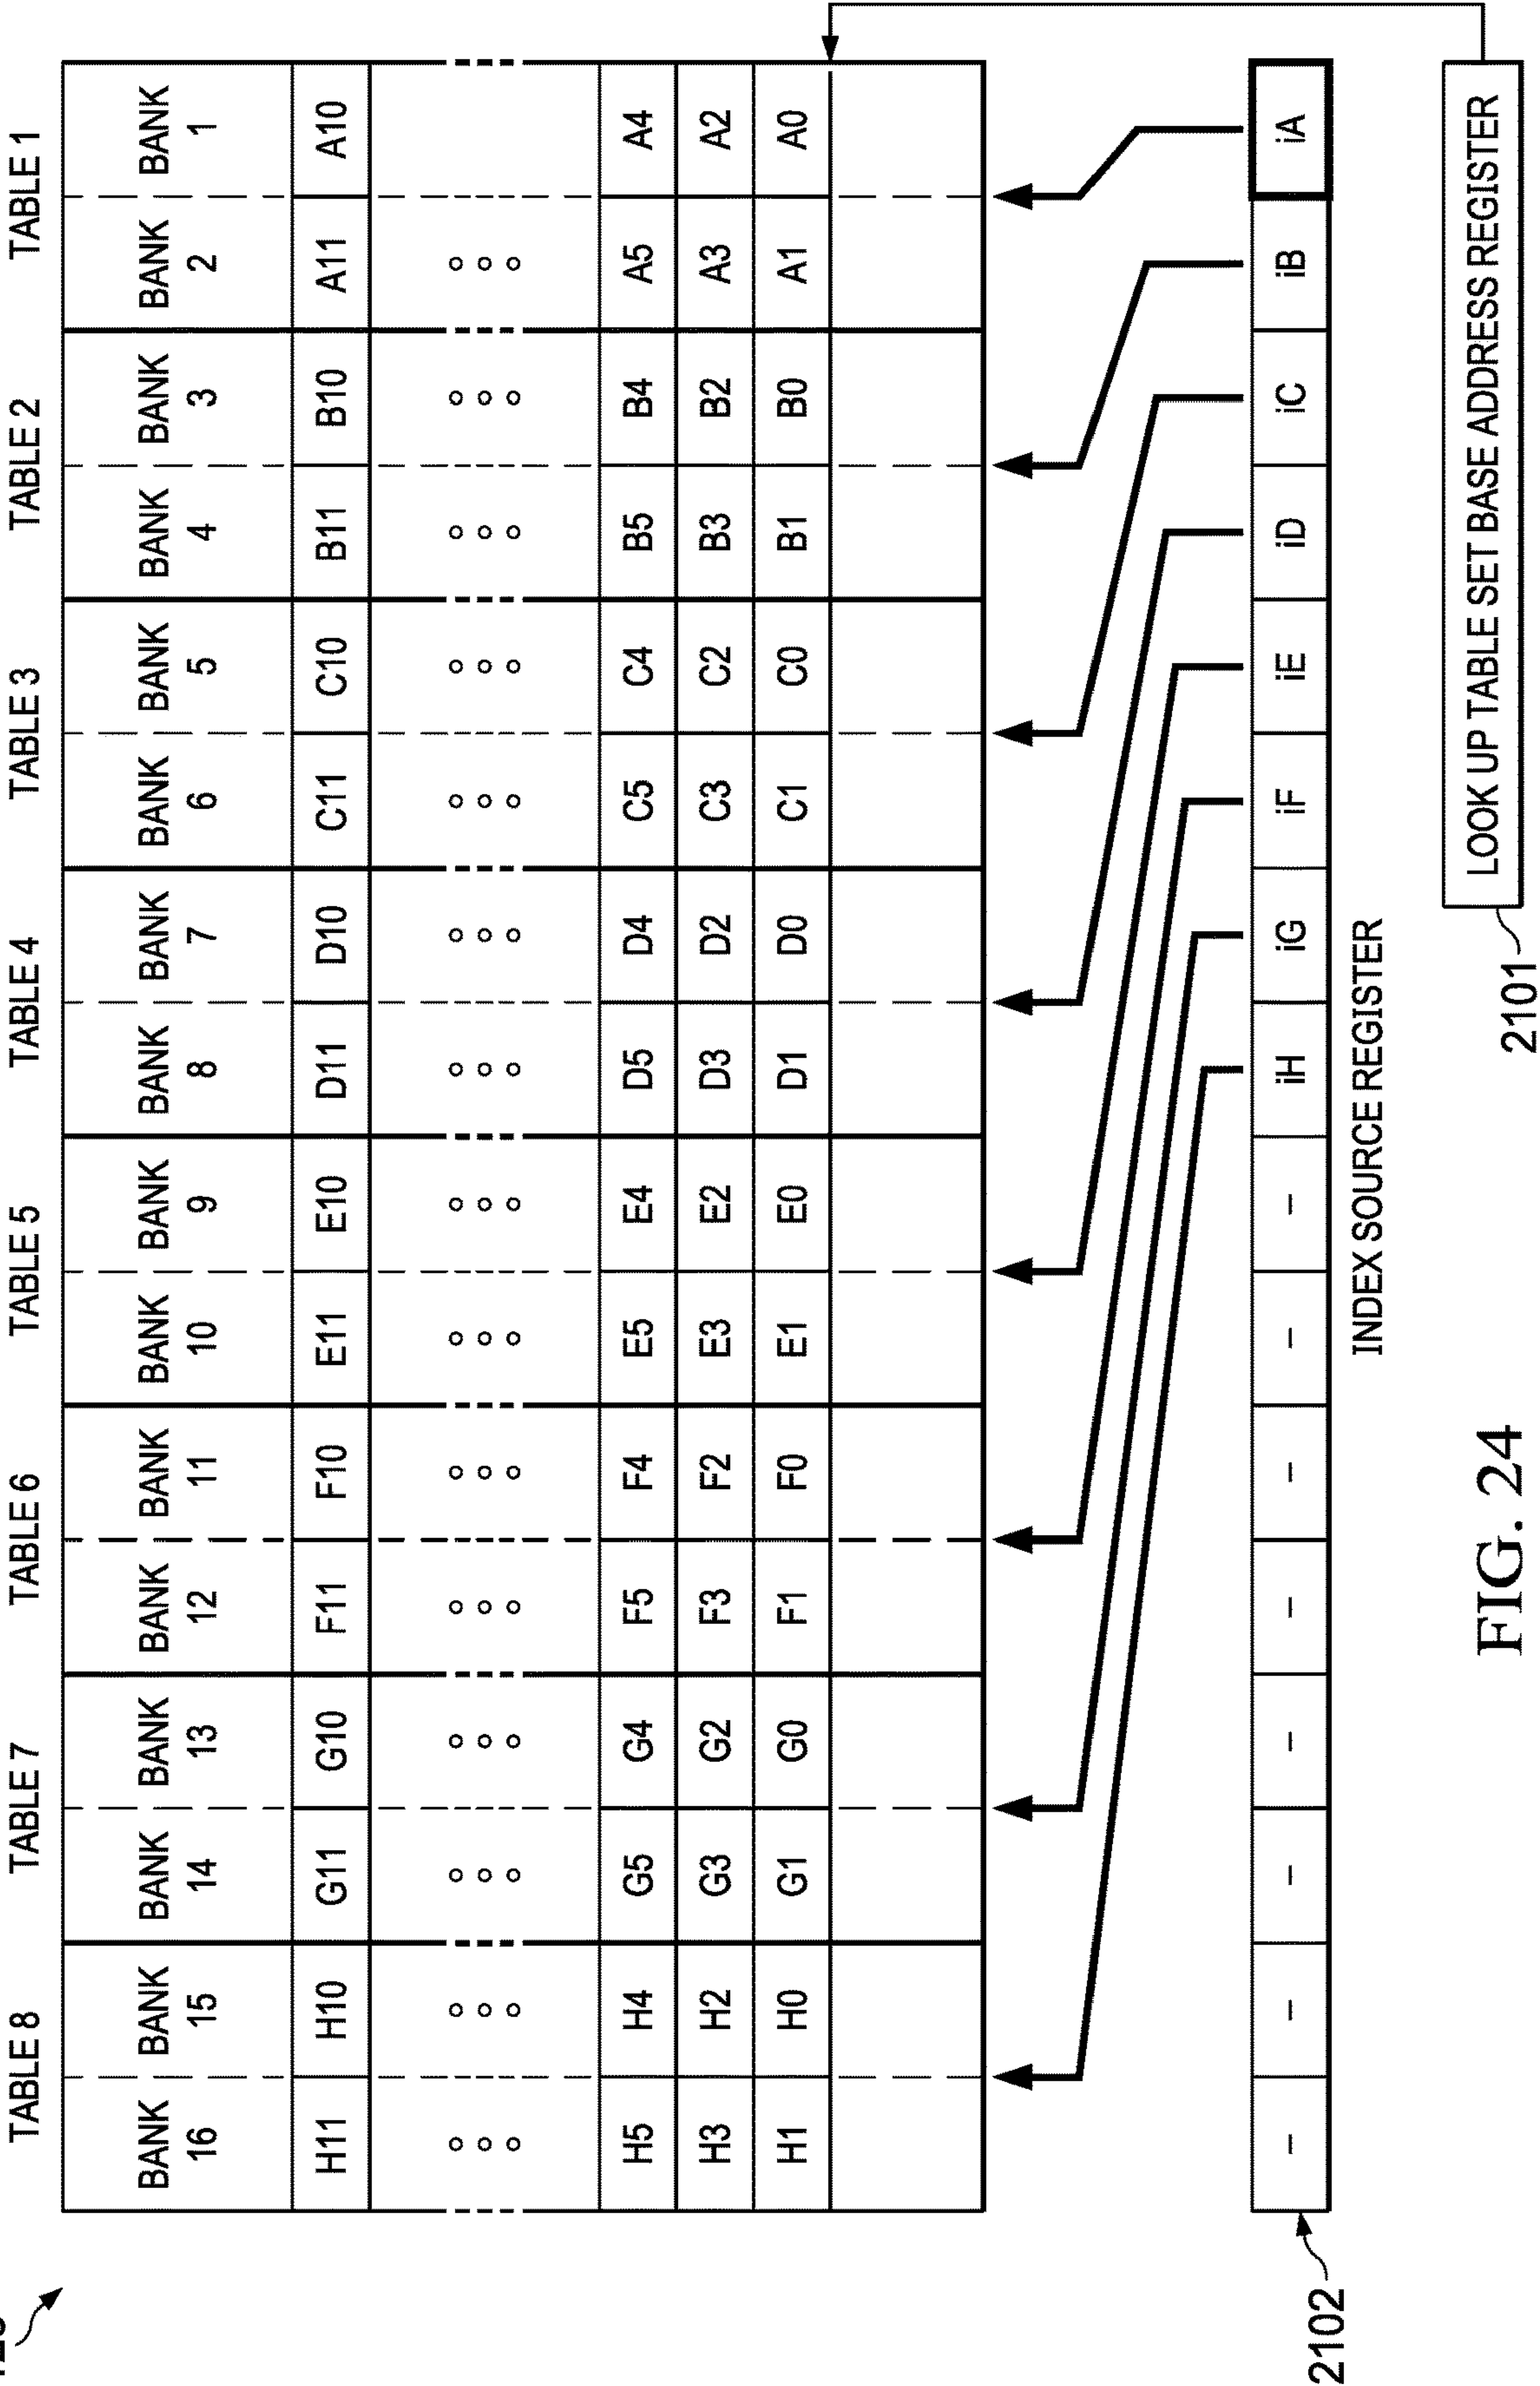 TABLE 8 TABLE 7 TABLE 6 TABLE 5 TABLE 4 TABLE 3 TABLE 2 TABLE 1
BANK BANK BANK BANK BANK BANK BANK BANK BANK BANK BANK BANK BANK BANK BANK BANK
16 15 14 13 12 11 10 9 8 7 6 5 4 3 2 1
H11 H10 G11 G10 F11 F10 E11 E10 D11 D10 C11 C10 B11 B10 A11 A10
H5 H4 G5 G4 F5 F4 E5 E4 D5 D4 C5 C4 B5 B4 A5 A4
H3 H2 G3 G2 F3 F2 E3 E2 D3 D2 C3 C2 B3 B2 A3 A2
H1 H0 G1 G0 F1 F0 E1 E0 D1 D0 C1 C0 B1 B0 A1 A0
– – – – – – – – iH iG iF iE iD iC iB iA
2102
INDEX SOURCE REGISTER
LOOK UP TABLE SET BASE ADDRESS REGISTER
2101
FIG. 24